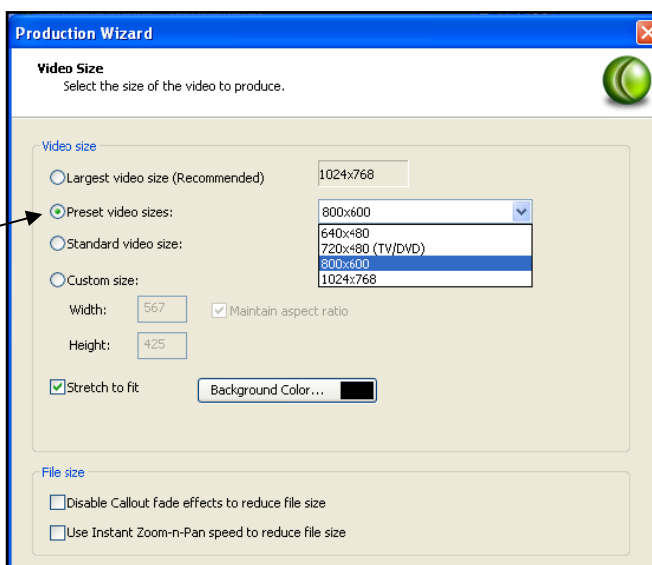 Production Wizard
Video Size
Select the size of the video to produce.
Video size
Largest video size (Recommended) 1024x768
Preset video sizes: 800x600
640x480
720x480 (TV/DVD)
Standard video size: 800x600
1024x768
Custom size:
Width: 567 Maintain aspect ratio
Height: 425
Stretch to fit Background Color...
File size
Disable Callout fade effects to reduce file size
Use Instant Zoom-n-Pan speed to reduce file size